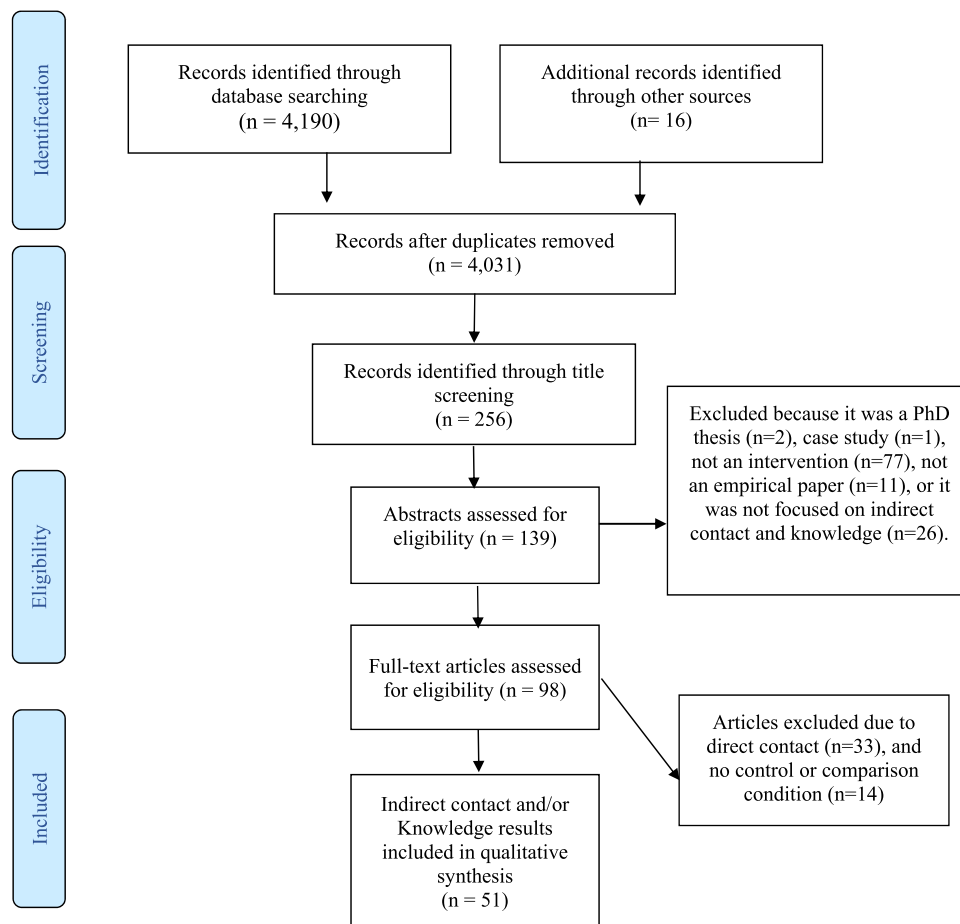 Identification
Records identified through
database searching
(n = 4,190)
Additional records identified
through other sources
(n= 16)
Records after duplicates removed
(n = 4,031)
Screening
Records identified through title
screening
(n = 256)
Excluded because it was a PhD
thesis (n=2), case study (n=1),
not an intervention (n=77), not
an empirical paper (n=11), or it
was not focused on indirect
contact and knowledge (n=26).
Eligibility
Abstracts assessed for
eligibility (n = 139)
Full-text articles assessed
for eligibility (n = 98)
Articles excluded due to
direct contact (n=33), and
no control or comparison
condition (n=14)
Included
Indirect contact and/or
Knowledge results
included in qualitative
synthesis
(n = 51)